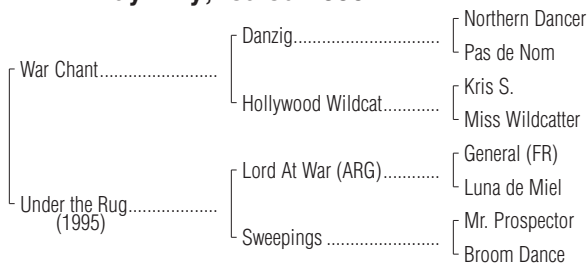 Northern Dancer
Danzig
Pas de Nom
War Chant
Kris S.
Hollywood Wildcat
Miss Wildcatter
General (FR)
Lord At War (ARG)
Luna de Miel
Under the Rug
(1995)
Mr. Prospector
Sweepings
Broom Dance